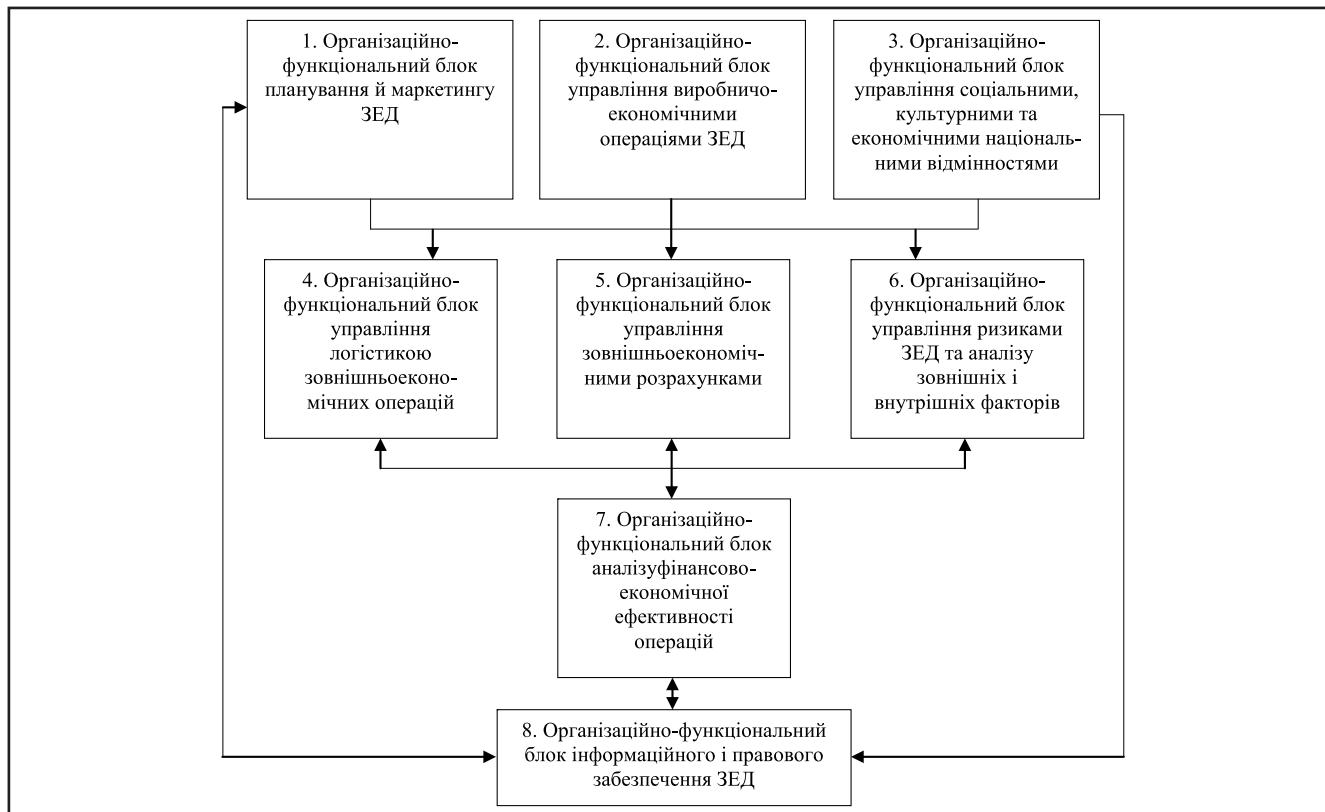 1. Організаційно-
функціональний блок
планування й маркетингу
ЗЕД
2. Організаційно-
функціональний блок
управління виробничо-
економічними
операціями ЗЕД
3. Організаційно-
функціональний блок
управління соціальними,
культурними та
економічними національ-
ними відмінностями
4. Організаційно-
функціональний блок
управління
логістикою
зовнішньоеконо-
мічних операцій
5. Організаційно-
функціональний блок
управління
зовнішньоекономіч-
ними розрахунками
6. Організаційно-
функціональний блок
управління ризиками
ЗЕД та аналізу
зовнішніх і
внутрішніх факторів
7. Організаційно-
функціональний блок
аналізуфінансово-
економічної
ефективності
операцій
8. Організаційно-функціональний
блок інформаційного і правового
забезпечення ЗЕД